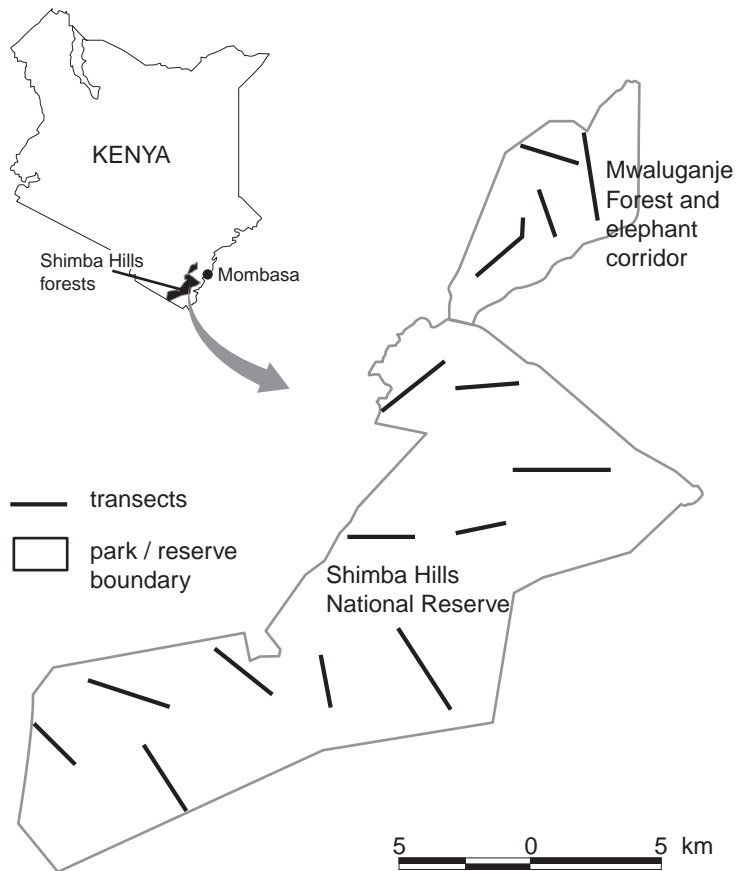 KENYA
Shimba Hills
forests
Mombasa
Mwaluganje
Forest and
elephant
corridor
transects
park / reserve
boundary
Shimba Hills
National Reserve
5 0 5 km